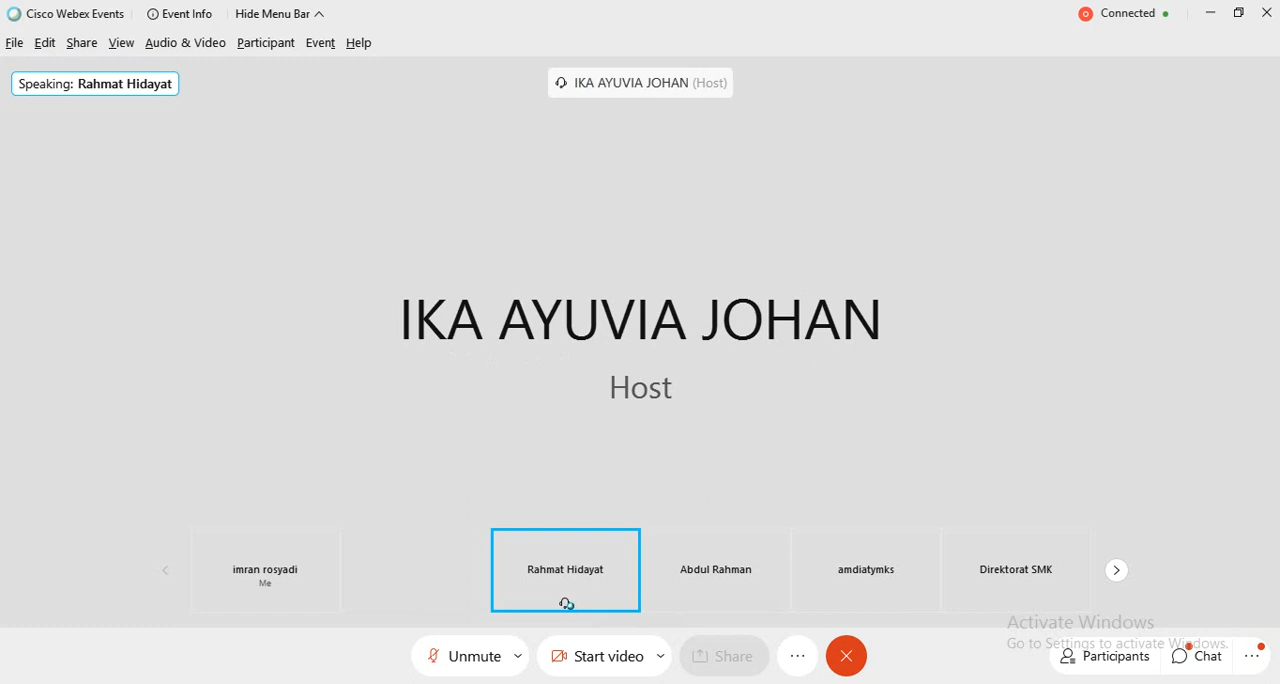 Cisco Webex Events Event Info Hide Menu Bar Connected
File Edit Share View Audio & Video Participant Event Help
Speaking: Rahmat Hidayat
IKA AYUVIA JOHAN (Host)
IKA AYUVIA JOHAN
Host
imran rosyadi
Me
Rahmat Hidayat
Abdul Rahman
amdiatymks
Direktorat SMK
Activate Windows
Go to Settings to activate Windows.
Unmute Start video Share Participants Chat